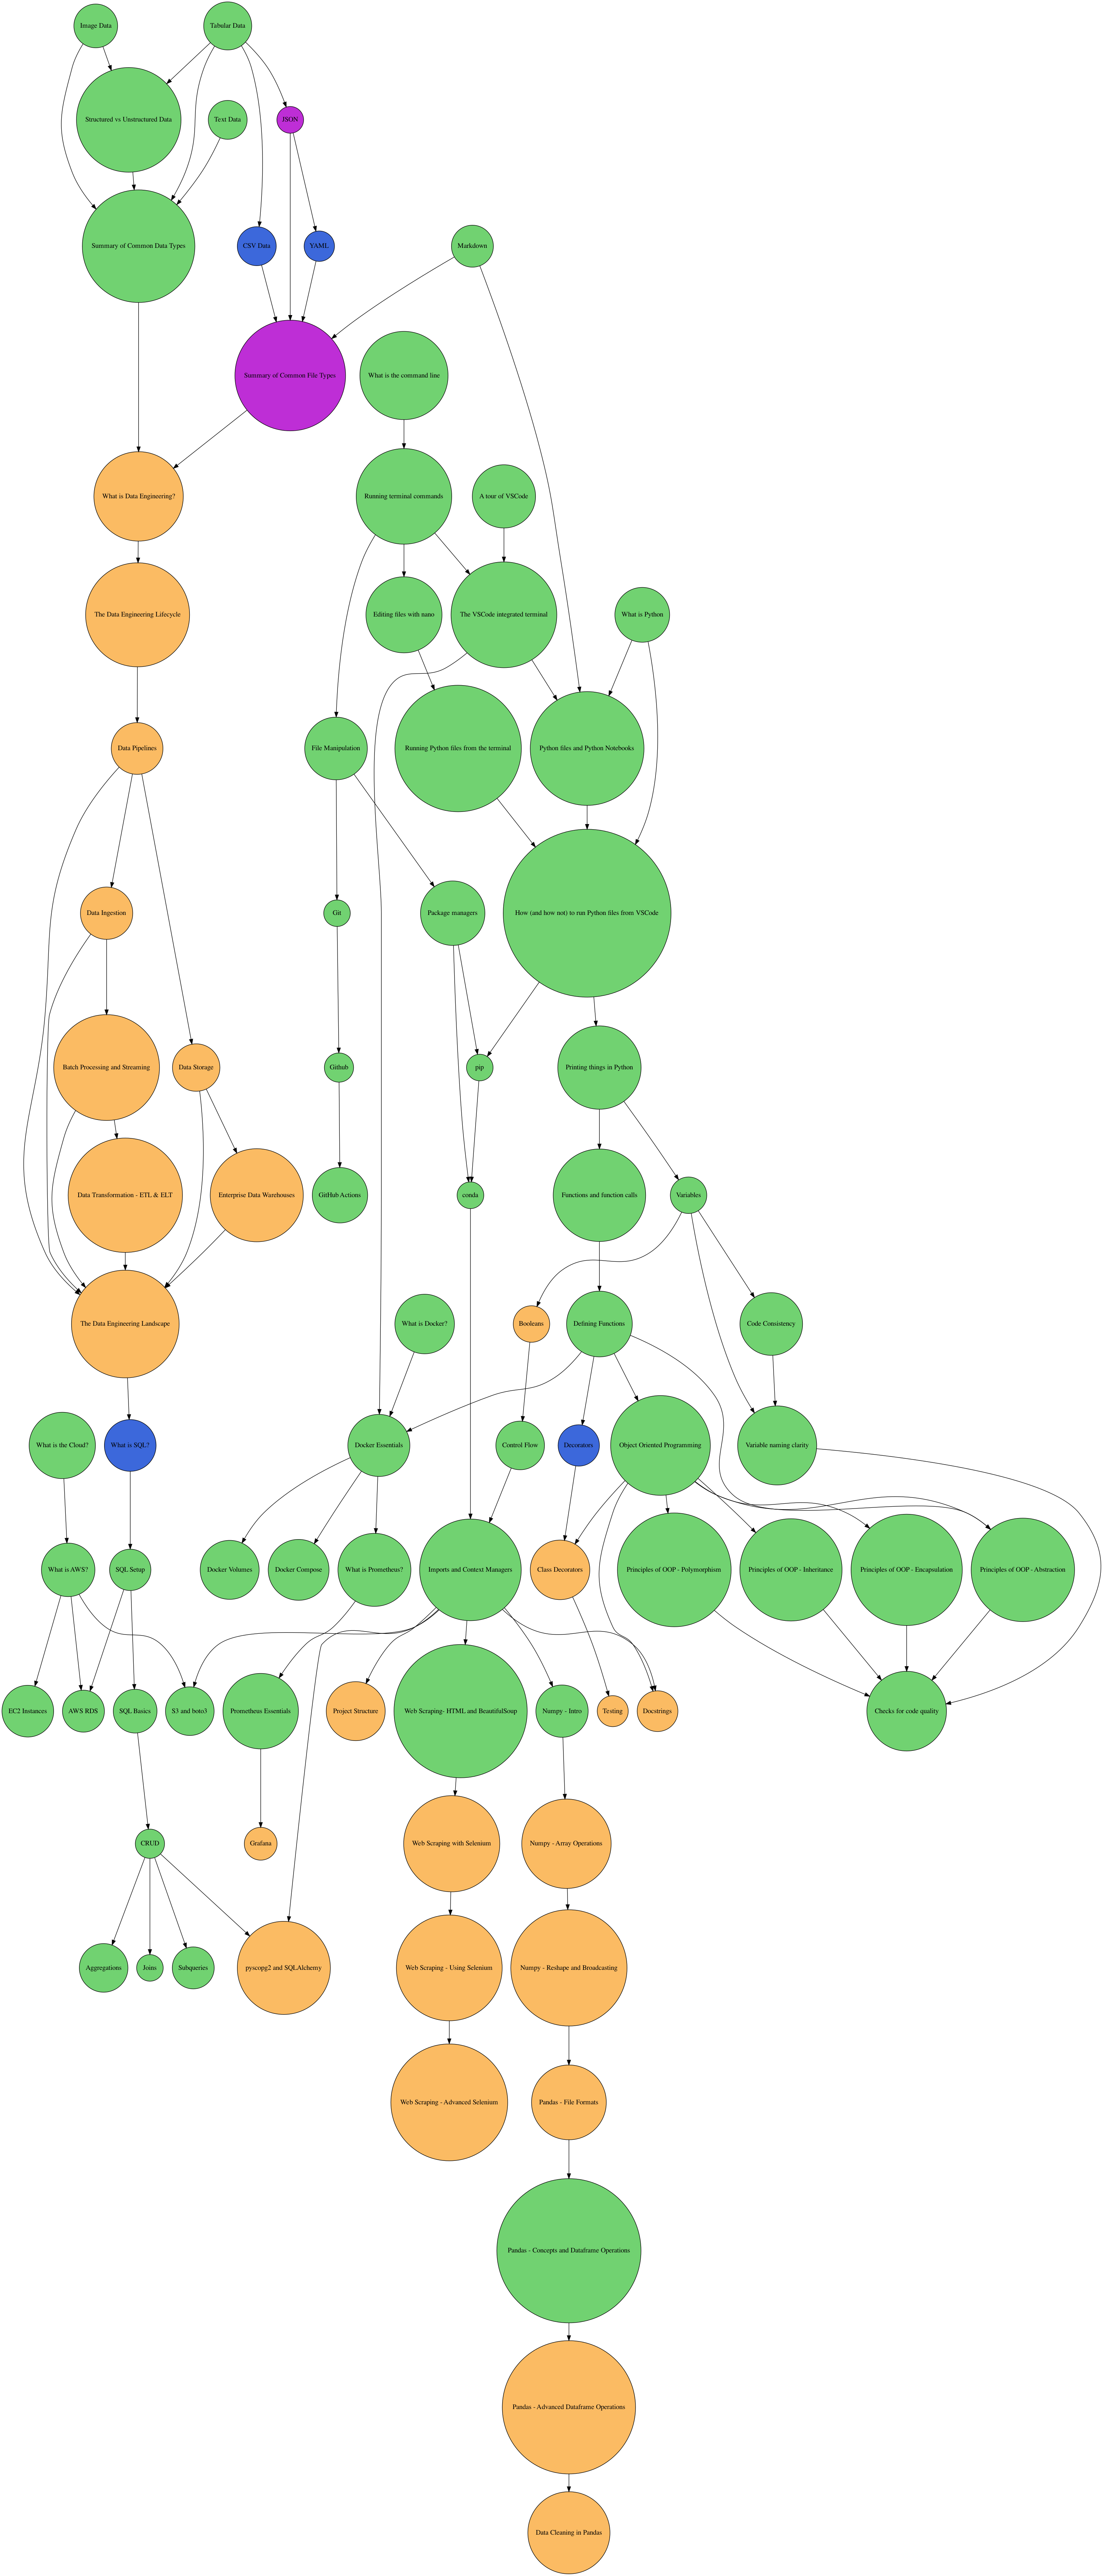 Image Data
Tabular Data
Structured vs Unstructured Data
Text Data
JSON
Summary of Common Data Types
CSV Data
YAML
Markdown
Summary of Common File Types
What is the command line
What is Data Engineering?
Running terminal commands
A tour of VSCode
The Data Engineering Lifecycle
Editing files with nano
The VSCode integrated terminal
What is Python
Data Pipelines
File Manipulation
Running Python files from the terminal
Python files and Python Notebooks
Data Ingestion
Git
Package managers
How (and how not) to run Python files from VSCode
Batch Processing and Streaming
Data Storage
Github
pip
Printing things in Python
Data Transformation - ETL & ELT
Enterprise Data Warehouses
GitHub Actions
conda
Functions and function calls
Variables
The Data Engineering Landscape
What is Docker?
Booleans
Defining Functions
Code Consistency
What is the Cloud?
What is SQL?
Docker Essentials
Control Flow
Decorators
Object Oriented Programming
Variable naming clarity
What is AWS?
SQL Setup
Docker Volumes
Docker Compose
What is Prometheus?
Imports and Context Managers
Class Decorators
Principles of OOP - Polymorphism
Principles of OOP - Inheritance
Principles of OOP - Encapsulation
Principles of OOP - Abstraction
EC2 Instances
AWS RDS
SQL Basics
S3 and boto3
Prometheus Essentials
Project Structure
Web Scraping- HTML and BeautifulSoup
Numpy - Intro
Testing
Docstrings
Checks for code quality
CRUD
Grafana
Web Scraping with Selenium
Numpy - Array Operations
Aggregations
Joins
Subqueries
pyscopg2 and SQLAlchemy
Web Scraping - Using Selenium
Numpy - Reshape and Broadcasting
Web Scraping - Advanced Selenium
Pandas - File Formats
Pandas - Concepts and Dataframe Operations
Pandas - Advanced Dataframe Operations
Data Cleaning in Pandas